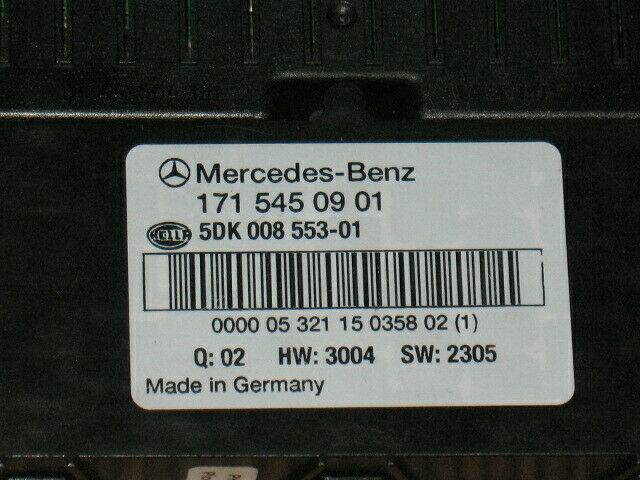 Mercedes-Benz
171 545 09 01
HELLA 5DK 008 553-01
0000 05 321 15 0358 02 (1)
Q: 02 HW: 3004 SW: 2305
Made in Germany